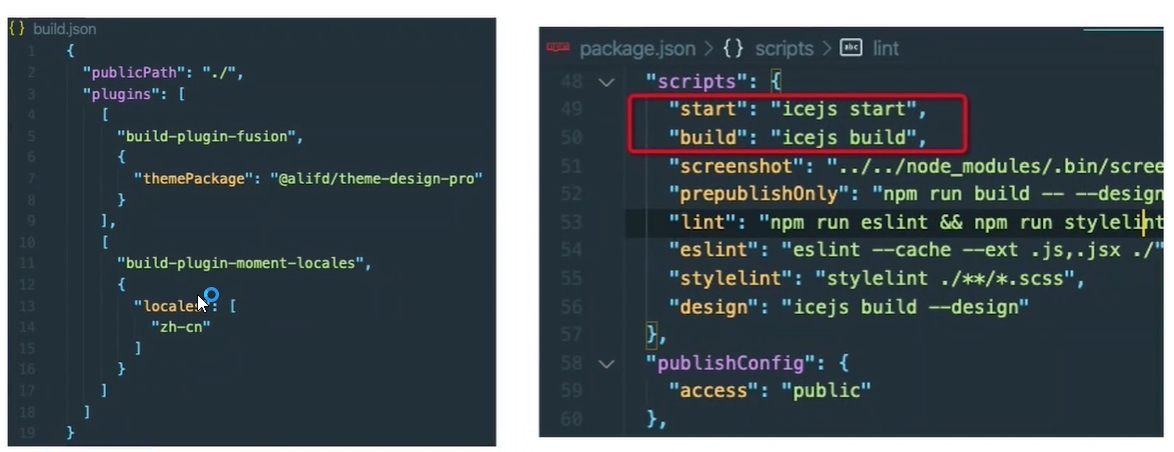 { } build.json
1 {
2 "publicPath": "./",
3 "plugins": [
4 [
5 "build-plugin-fusion",
6 {
7 "themePackage": "@alifd/theme-design-pro"
8 }
9 ],
10 [
11 "build-plugin-moment-locales",
12 {
13 "locales": [
14 "zh-cn"
15 ]
16 }
17 ]
18 ]
19 }
package.json > { } scripts > abc lint
48 "scripts": {
49 "start": "icejs start",
50 "build": "icejs build",
51 "screenshot": "../../node_modules/.bin/scree
52 "prepublishOnly": "npm run build -- --design
53 "lint": "npm run eslint && npm run stylelint
54 "eslint": "eslint --cache --ext .js,.jsx ./"
55 "stylelint": "stylelint ./**/*.scss",
56 "design": "icejs build --design"
57 },
58 "publishConfig": {
59 "access": "public"
60 },